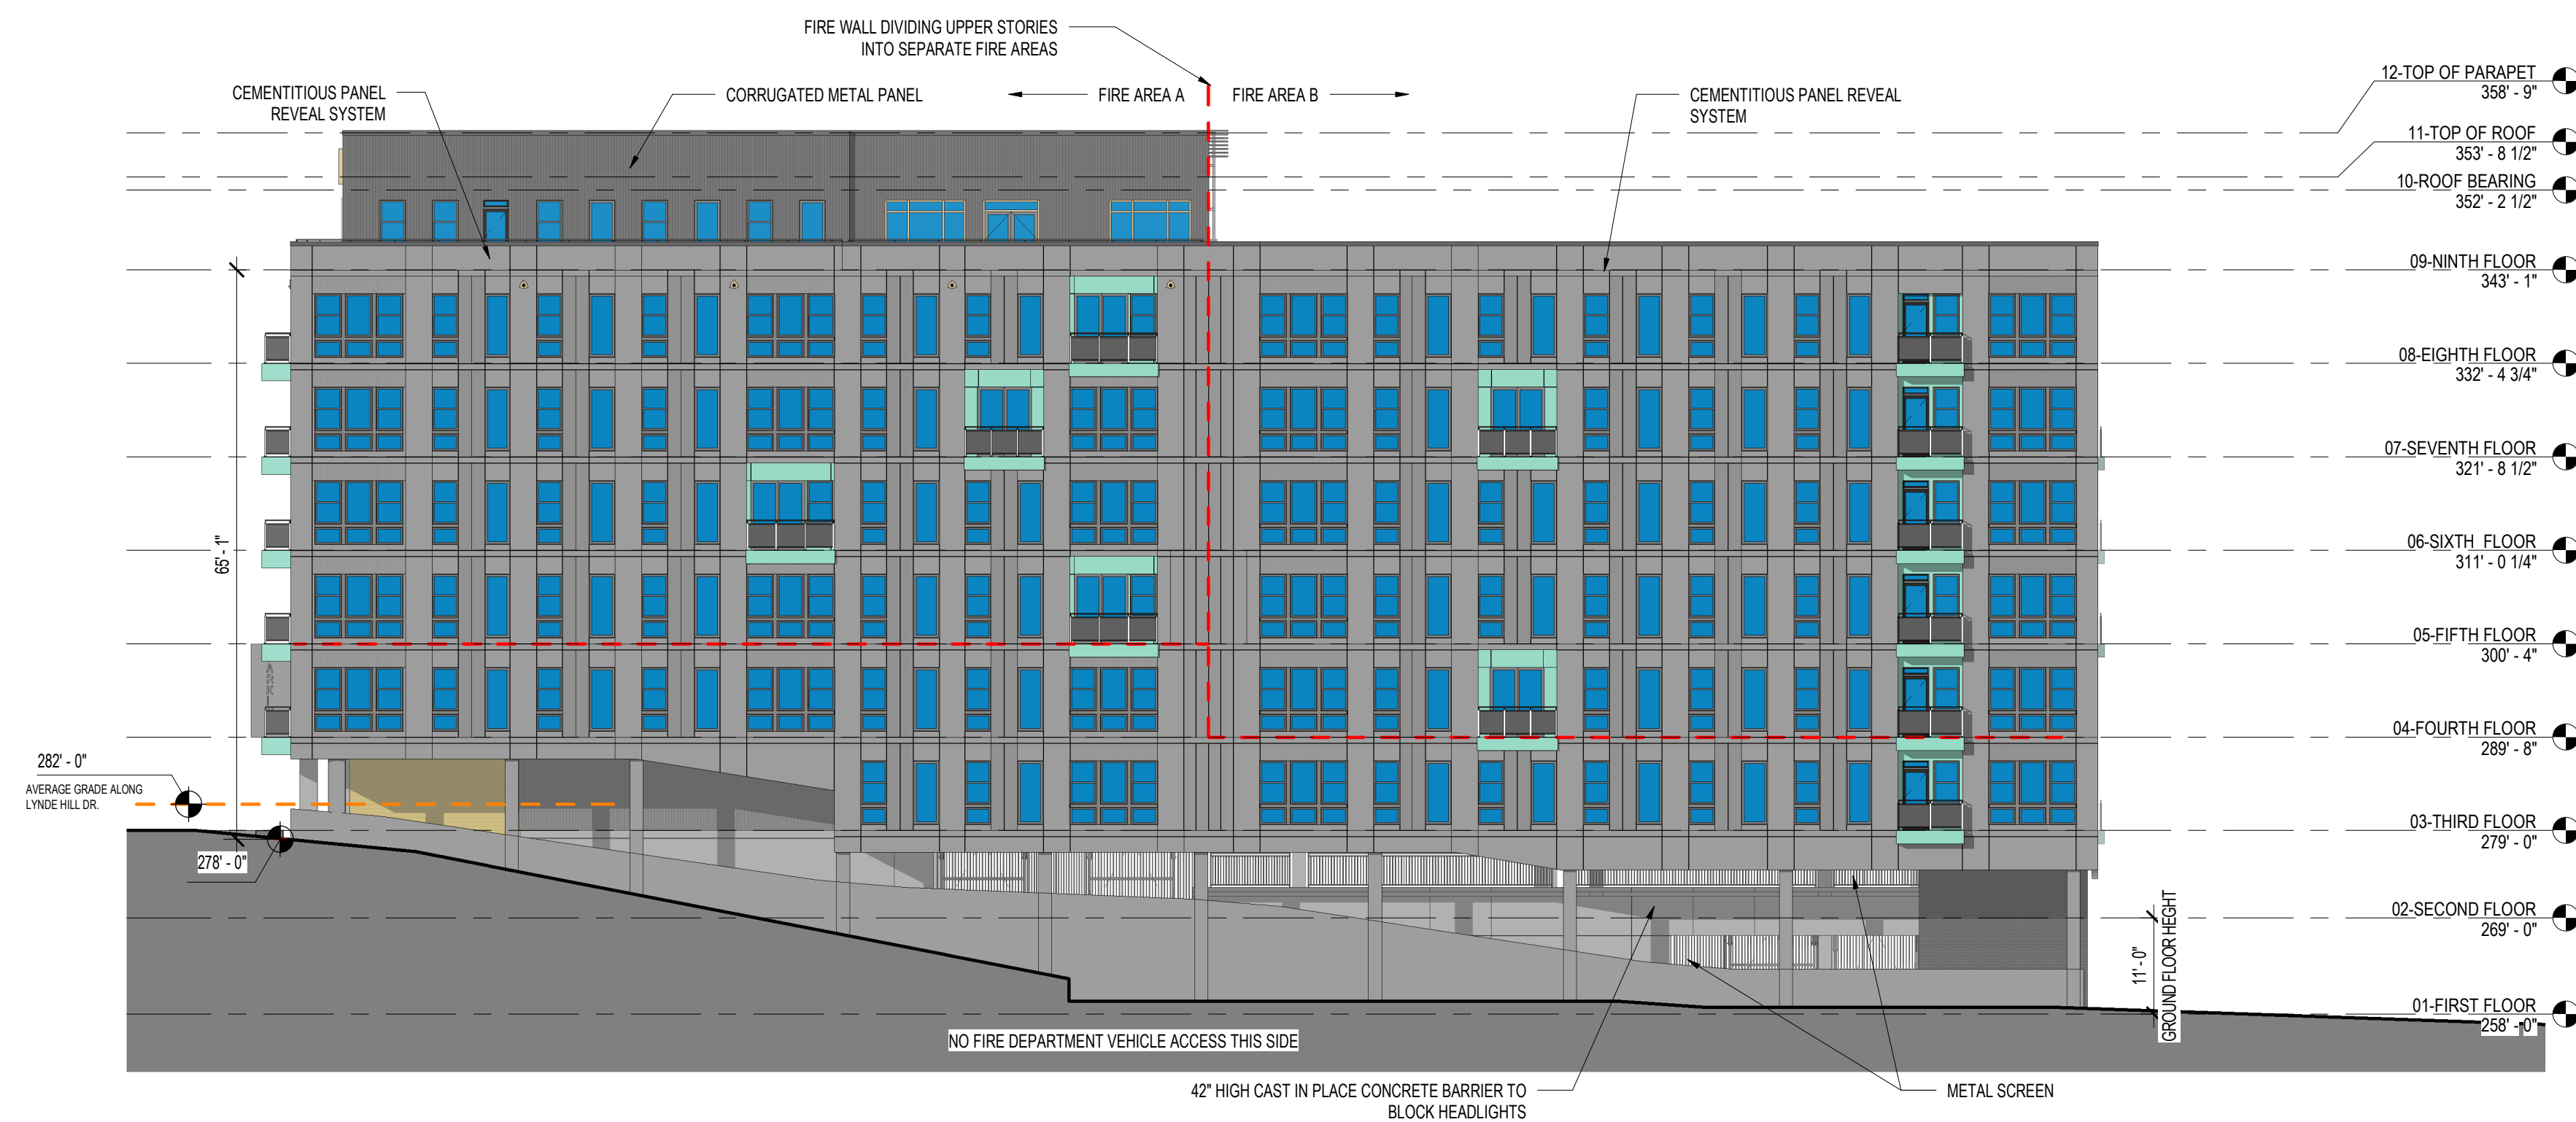 FIRE WALL DIVIDING UPPER STORIES
INTO SEPARATE FIRE AREAS
CEMENTITIOUS PANEL
REVEAL SYSTEM
CORRUGATED METAL PANEL
FIRE AREA A
FIRE AREA B
CEMENTITIOUS PANEL REVEAL
SYSTEM
12-TOP OF PARAPET
358' - 9"
11-TOP OF ROOF
353' - 8 1/2"
10-ROOF BEARING
352' - 2 1/2"
09-NINTH FLOOR
343' - 1"
08-EIGHTH FLOOR
332' - 4 3/4"
07-SEVENTH FLOOR
321' - 8 1/2"
06-SIXTH FLOOR
311' - 0 1/4"
05-FIFTH FLOOR
300' - 4"
04-FOURTH FLOOR
289' - 8"
03-THIRD FLOOR
279' - 0"
02-SECOND FLOOR
269' - 0"
01-FIRST FLOOR
258' - 0"
65' - 1"
282' - 0"
AVERAGE GRADE ALONG
LYNDE HILL DR.
278' - 0"
11' - 0"
GROUND FLOOR HEGHT
NO FIRE DEPARTMENT VEHICLE ACCESS THIS SIDE
42" HIGH CAST IN PLACE CONCRETE BARRIER TO
BLOCK HEADLIGHTS
METAL SCREEN